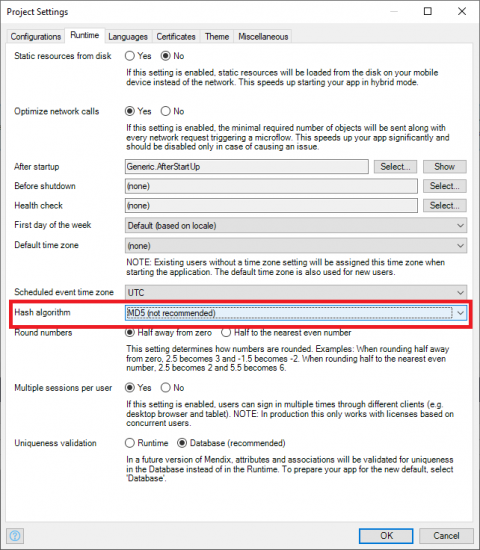 Project Settings
Configurations Runtime Languages Certificates Theme Miscellaneous
Static resources from disk Yes No
If this setting is enabled, static resources will be loaded from the disk on your mobile
device instead of the network. This speeds up starting your app in hybrid mode.
Optimize network calls Yes No
If this setting is enabled, the minimal required number of objects will be sent along with
every network request triggering a microflow. This speeds up your app significantly and
should be disabled only in case of causing an issue.
After startup Generic.AfterStartUp Select... Show
Before shutdown (none) Select...
Health check (none) Select...
First day of the week Default (based on locale)
Default time zone (none)
NOTE: Existing users without a time zone setting will be assigned this time zone when
starting the application. The default time zone is also used for new users.
Scheduled event time zone UTC
Hash algorithm MD5 (not recommended)
Round numbers Half away from zero Half to the nearest even number
This setting determines how numbers are rounded. Examples: When rounding half away
from zero, 2.5 becomes 3 and -1.5 becomes -2. When rounding half to the nearest even
number, 2.5 becomes 2 and 5.5 becomes 6.
Multiple sessions per user Yes No
If this setting is enabled, users can sign in multiple times through different clients (e.g.
desktop browser and tablet). NOTE: In production this only works with licenses based on
concurrent users.
Uniqueness validation Runtime Database (recommended)
In a future version of Mendix, attributes and associations will be validated for uniqueness
in the Database instead of in the Runtime. To prepare your app for the new default, select
'Database'.
OK Cancel